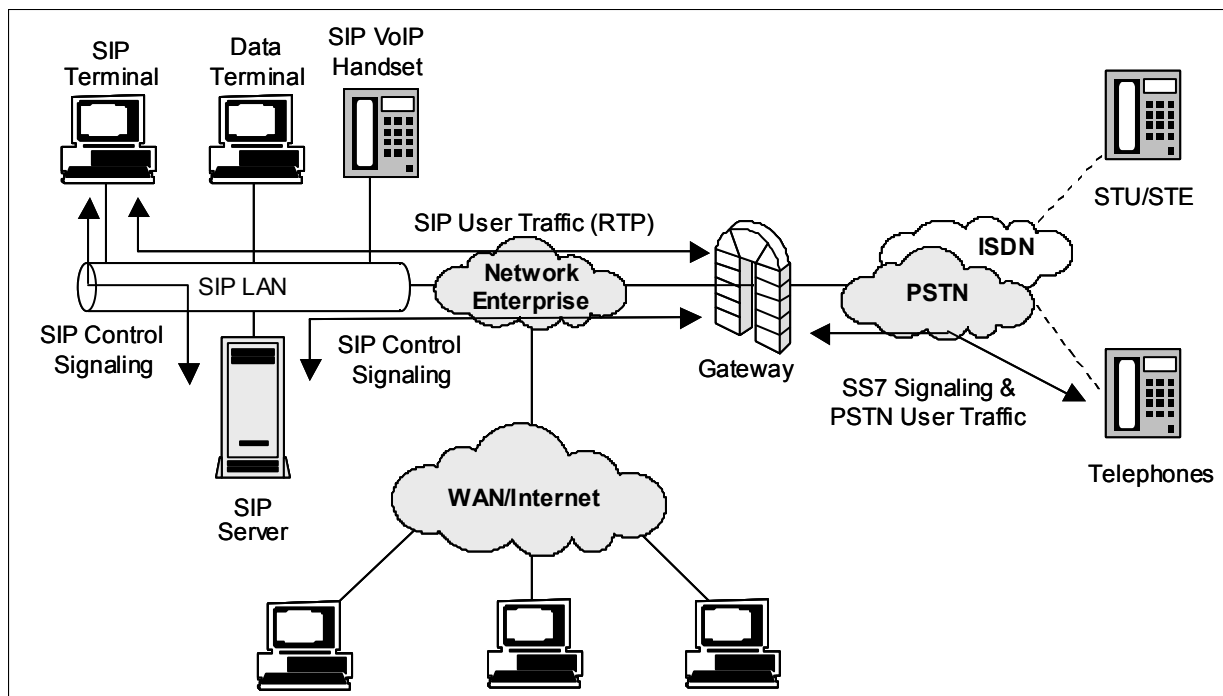 SIP
Terminal
Data
Terminal
SIP VoIP
Handset
STU/STE
SIP User Traffic (RTP)
ISDN
SIP LAN
Network
Enterprise
PSTN
SIP Control
Signaling
SIP Control
Signaling
Gateway
SS7 Signaling &
PSTN User Traffic
Telephones
WAN/Internet
SIP
Server